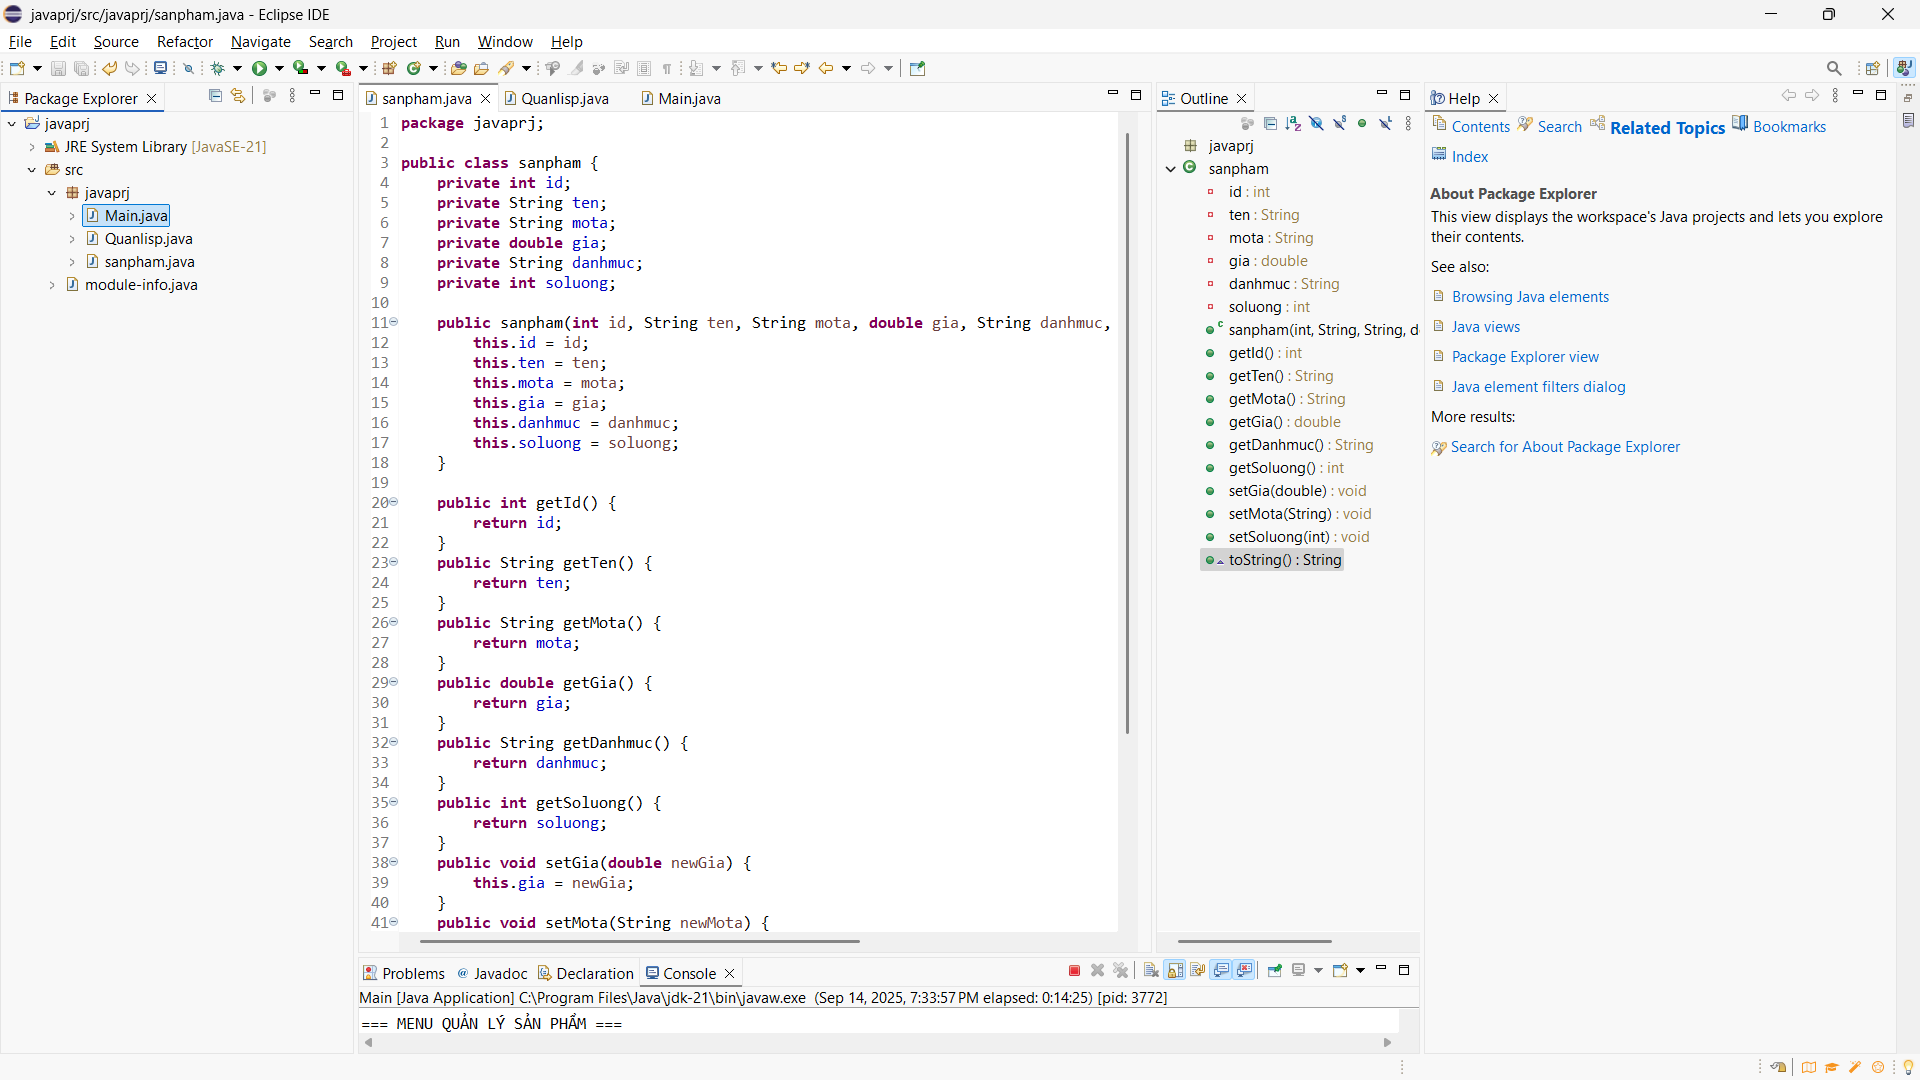 javaprj/src/javaprj/sanpham.java - Eclipse IDE
File Edit Source Refactor Navigate Search Project Run Window Help
Package Explorer
javaprj
JRE System Library [JavaSE-21]
src
javaprj
Main.java
Quanlisp.java
sanpham.java
module-info.java
sanpham.java Quanlisp.java Main.java
1 package javaprj;
2
3 public class sanpham {
4 private int id;
5 private String ten;
6 private String mota;
7 private double gia;
8 private String danhmuc;
9 private int soluong;
10
11 public sanpham(int id, String ten, String mota, double gia, String danhmuc,
12 this.id = id;
13 this.ten = ten;
14 this.mota = mota;
15 this.gia = gia;
16 this.danhmuc = danhmuc;
17 this.soluong = soluong;
18 }
19
20 public int getId() {
21 return id;
22 }
23 public String getTen() {
24 return ten;
25 }
26 public String getMota() {
27 return mota;
28 }
29 public double getGia() {
30 return gia;
31 }
32 public String getDanhmuc() {
33 return danhmuc;
34 }
35 public int getSoluong() {
36 return soluong;
37 }
38 public void setGia(double newGia) {
39 this.gia = newGia;
40 }
41 public void setMota(String newMota) {
Outline
javaprj
sanpham
id : int
ten : String
mota : String
gia : double
danhmuc : String
soluong : int
sanpham(int, String, String, d
getId() : int
getTen() : String
getMota() : String
getGia() : double
getDanhmuc() : String
getSoluong() : int
setGia(double) : void
setMota(String) : void
setSoluong(int) : void
toString() : String
Help
Contents Search Related Topics Bookmarks
Index
About Package Explorer
This view displays the workspace's Java projects and lets you explore
their contents.
See also:
Browsing Java elements
Java views
Package Explorer view
Java element filters dialog
More results:
Search for About Package Explorer
Problems Javadoc Declaration Console
Main [Java Application] C:\Program Files\Java\jdk-21\bin\javaw.exe (Sep 14, 2025, 7:33:57 PM elapsed: 0:14:25) [pid: 3772]
=== MENU QUẢN LÝ SẢN PHẨM ===